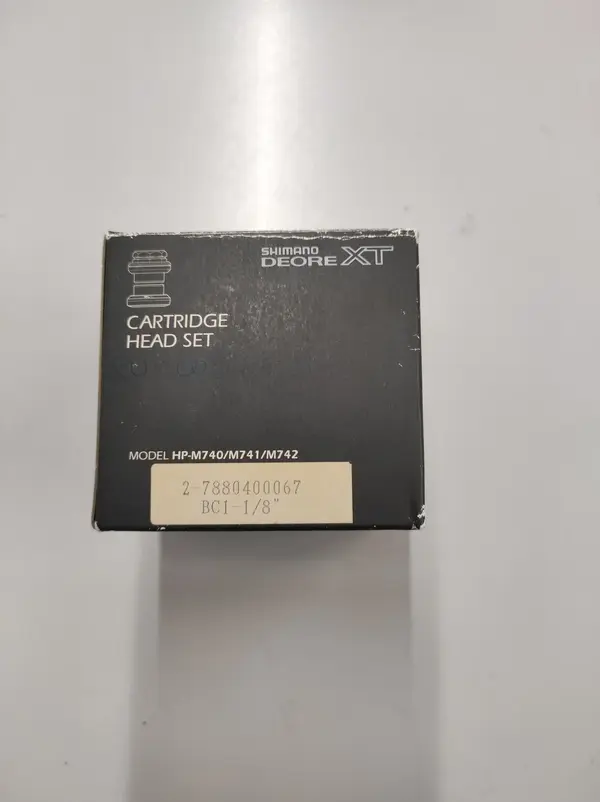 SHIMANO
DEORE XT
CARTRIDGE
HEAD SET
MODEL HP-M740/M741/M742
2-7880400067
BC1-1/8"